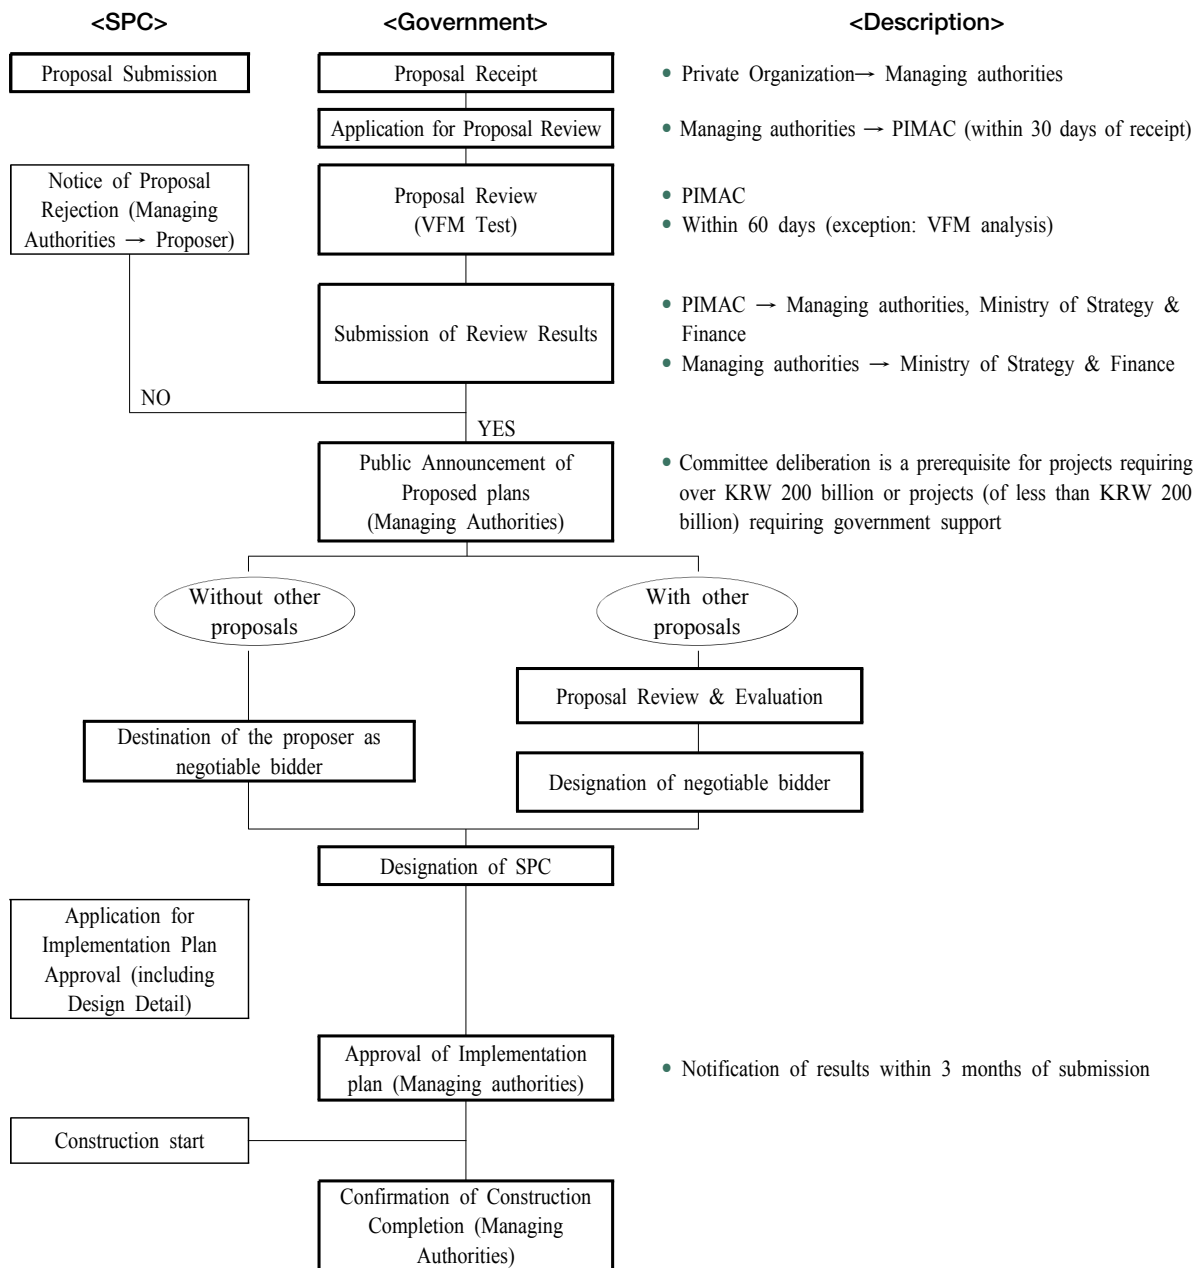 <SPC>
<Government>
<Description>
Proposal Submission
Proposal Receipt
• Private Organization→ Managing authorities
Application for Proposal Review
• Managing authorities → PIMAC (within 30 days of receipt)
Notice of Proposal
Rejection (Managing
Authorities → Proposer)
Proposal Review
(VFM Test)
• PIMAC
• Within 60 days (exception: VFM analysis)
Submission of Review Results
• PIMAC → Managing authorities, Ministry of Strategy &
Finance
• Managing authorities → Ministry of Strategy & Finance
NO
YES
Public Announcement of
Proposed plans
(Managing Authorities)
• Committee deliberation is a prerequisite for projects requiring
over KRW 200 billion or projects (of less than KRW 200
billion) requiring government support
Without other
proposals
With other
proposals
Proposal Review & Evaluation
Destination of the proposer as
negotiable bidder
Designation of negotiable bidder
Designation of SPC
Application for
Implementation Plan
Approval (including
Design Detail)
Approval of Implementation
plan (Managing authorities)
• Notification of results within 3 months of submission
Construction start
Confirmation of Construction
Completion (Managing
Authorities)